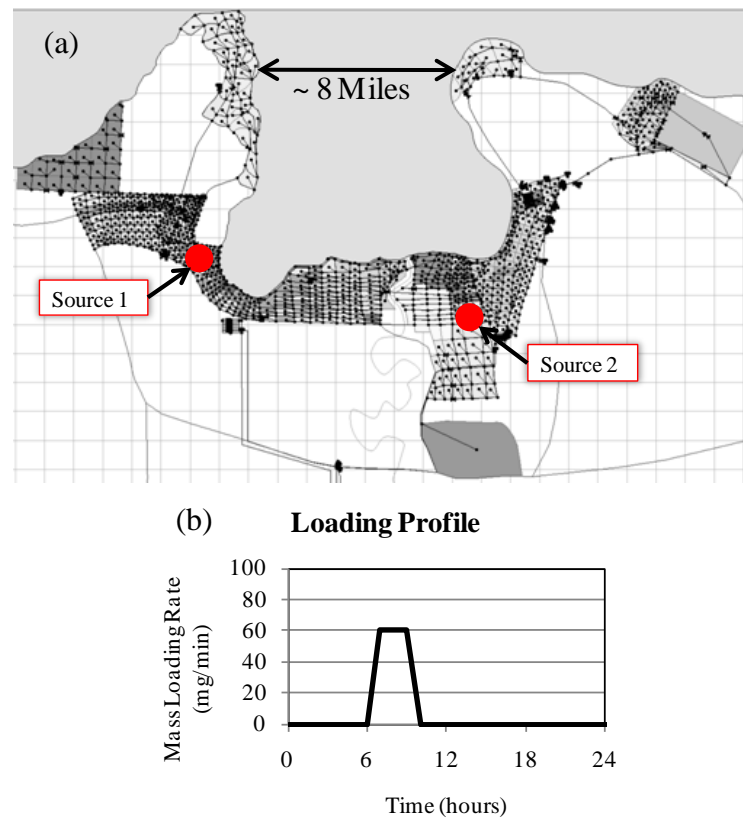 (a)
~ 8 Miles
Source 1
Source 2
(b)
Loading Profile
Mass Loading Rate
(mg/min)
100
80
60
40
20
0
0 6 12 18 24
Time (hours)